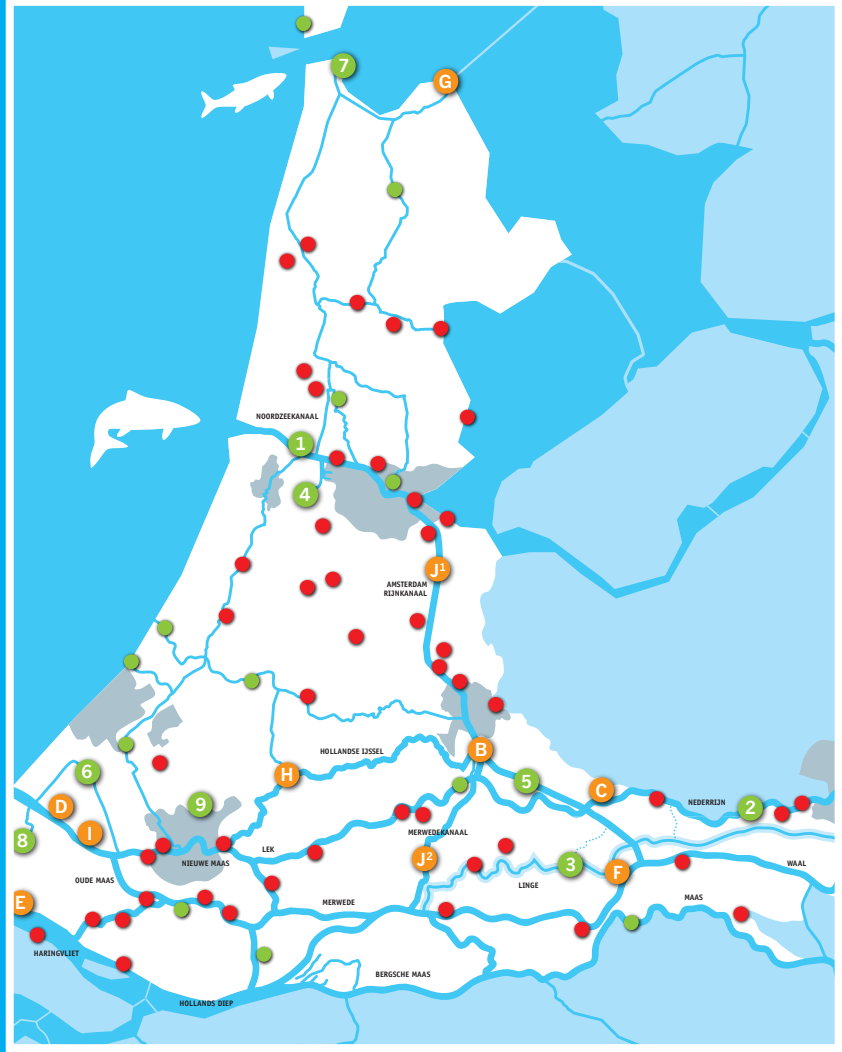 7
G
NOORDZEEKANAAL
1
4
J¹
AMSTERDAM
RIJNKANAAL
HOLLANDSE IJSSEL
B
6
H
5
C
D
9
NEDERRIJN
2
I
8
MERWEDEKANAAL
LEK
NIEUWE MAAS
J²
3
F
WAAL
OUDE MAAS
LINGE
E
MERWEDE
MAAS
HARINGVLIET
BERGSCHE MAAS
HOLLANDS DIEP